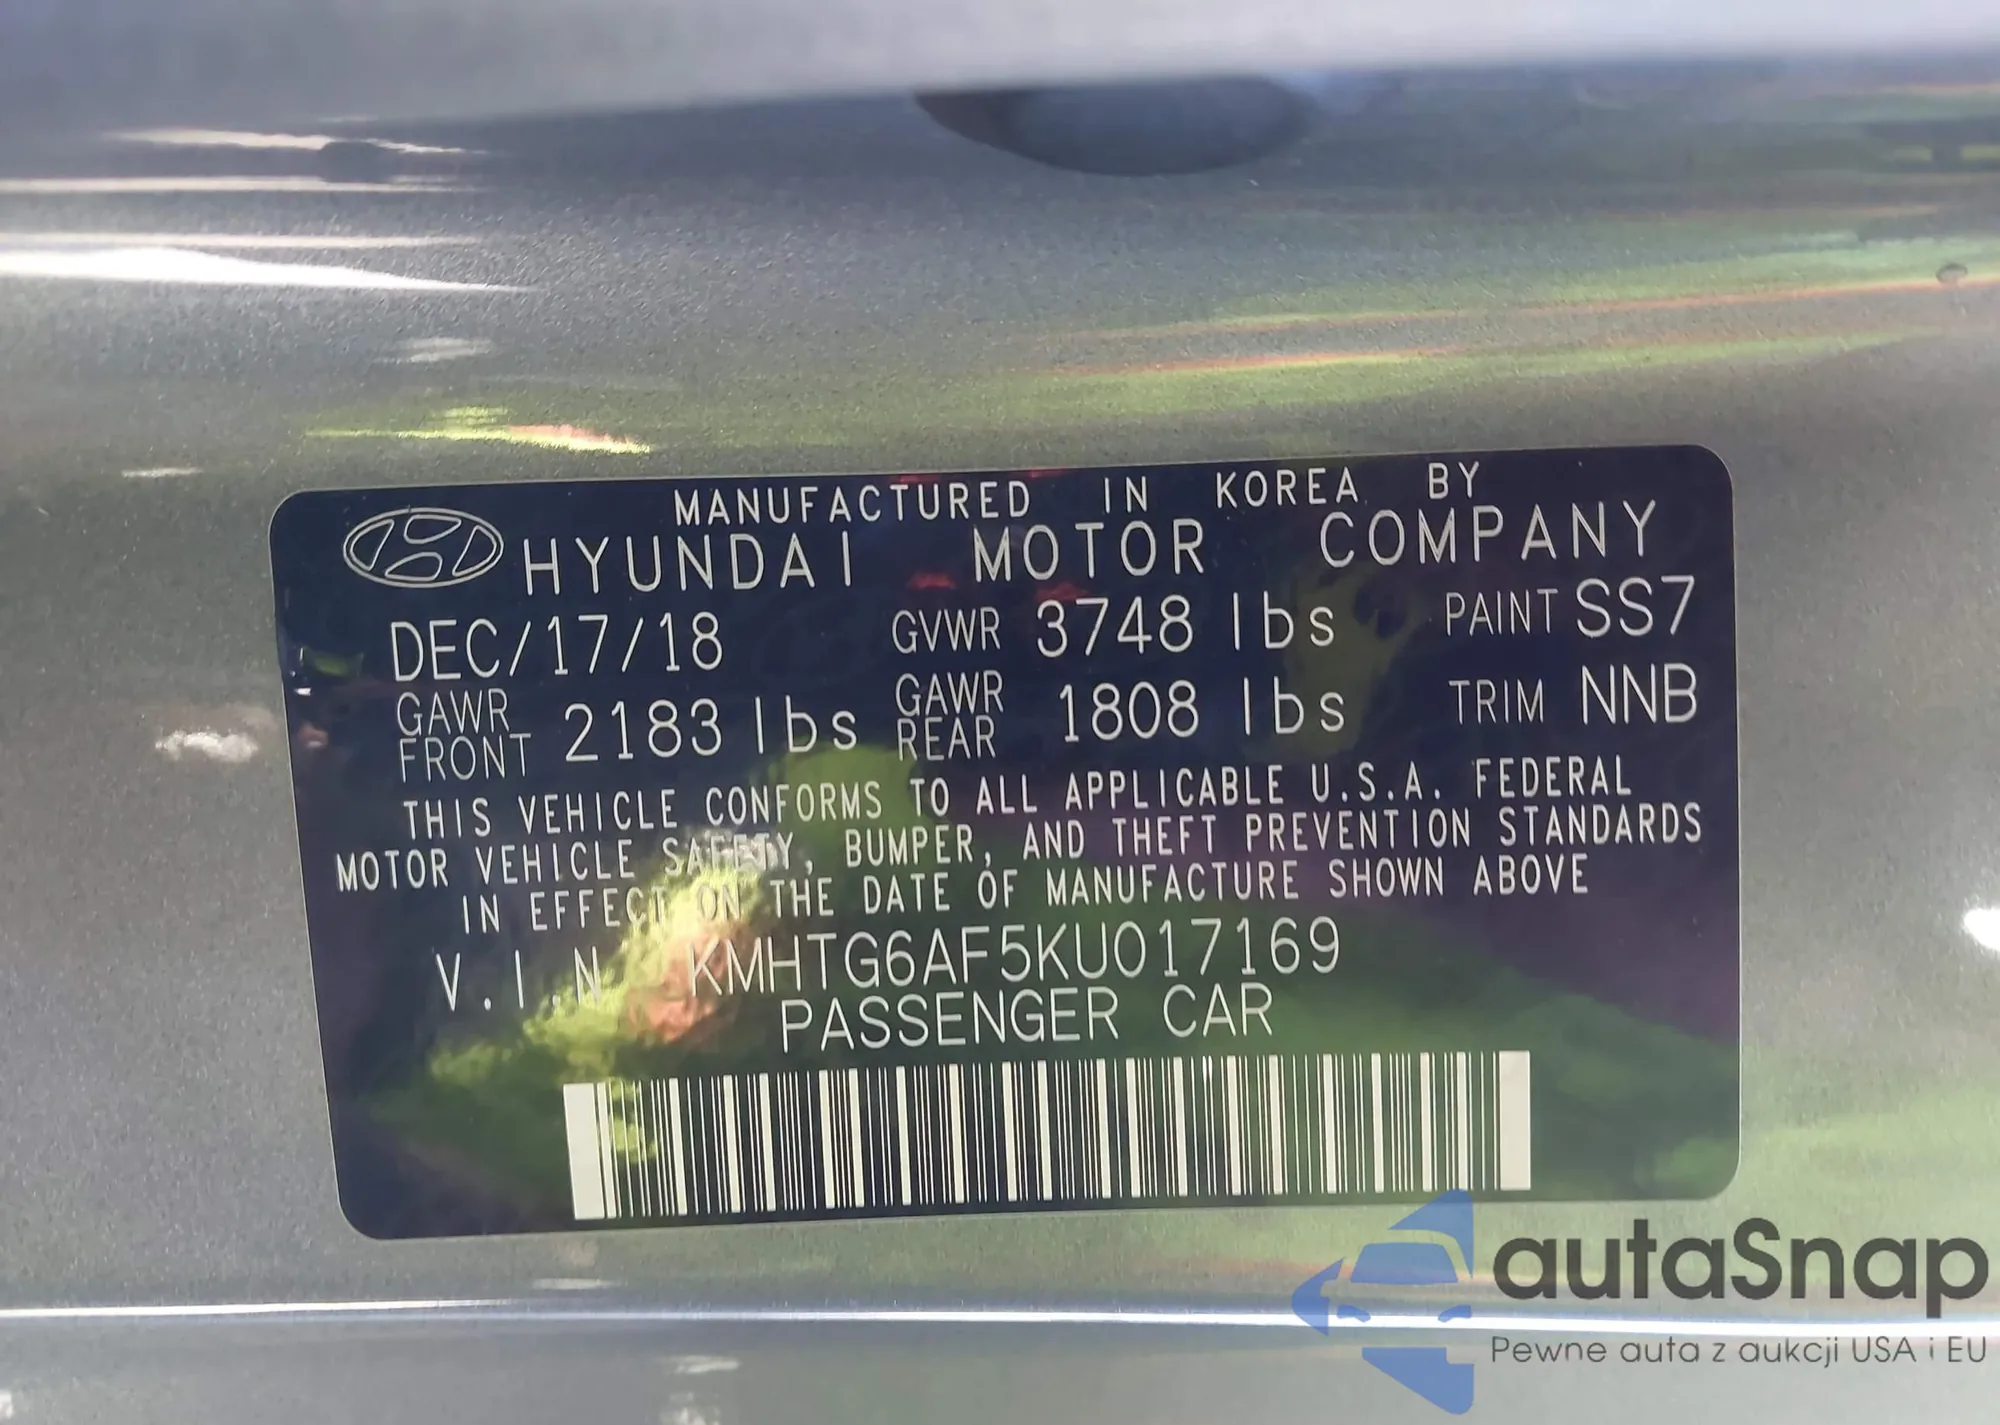 MANUFACTURED IN KOREA BY
HYUNDAI MOTOR COMPANY
DEC/17/18 GVWR 3748 lbs PAINT SS7
GAWR FRONT 2183 lbs GAWR REAR 1808 lbs TRIM NNB
THIS VEHICLE CONFORMS TO ALL APPLICABLE U.S.A. FEDERAL
MOTOR VEHICLE SAFETY, BUMPER, AND THEFT PREVENTION STANDARDS
IN EFFECT ON THE DATE OF MANUFACTURE SHOWN ABOVE
V.I.N KMHTG6AF5KU017169
PASSENGER CAR
autaSnap
Pewne auta z aukcji USA i EU